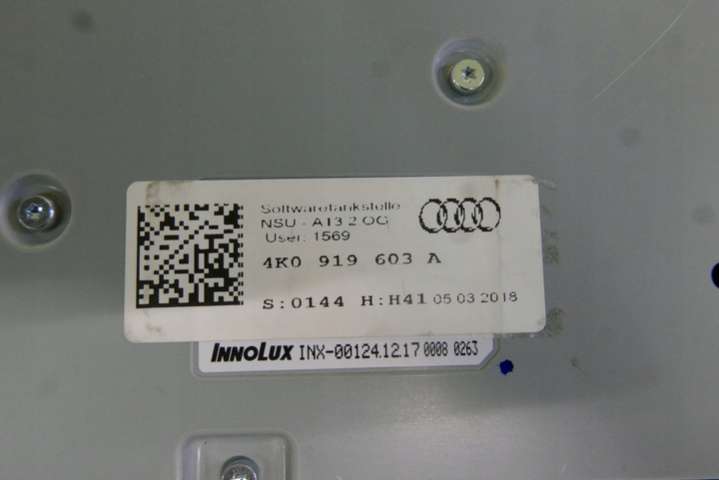 Softwaretankstelle
NSU - A13 2.OG
User: 1569
4K0 919 603 A
S:0144 H:H41 05.03.2018
INNOLUX INX-00124.12.17 0008 0263